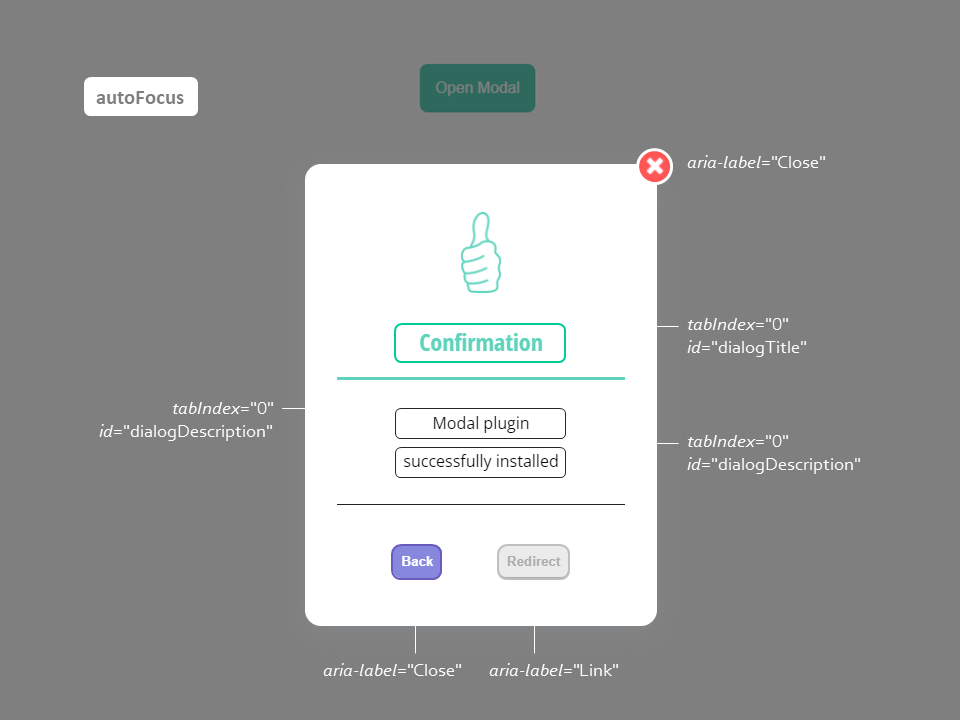 Open Modal
autoFocus
aria-label="Close"
Confirmation
tabIndex="0"
id="dialogTitle"
tabIndex="0"
id="dialogDescription"
Modal plugin
successfully installed
tabIndex="0"
id="dialogDescription"
Back
Redirect
aria-label="Close"
aria-label="Link"